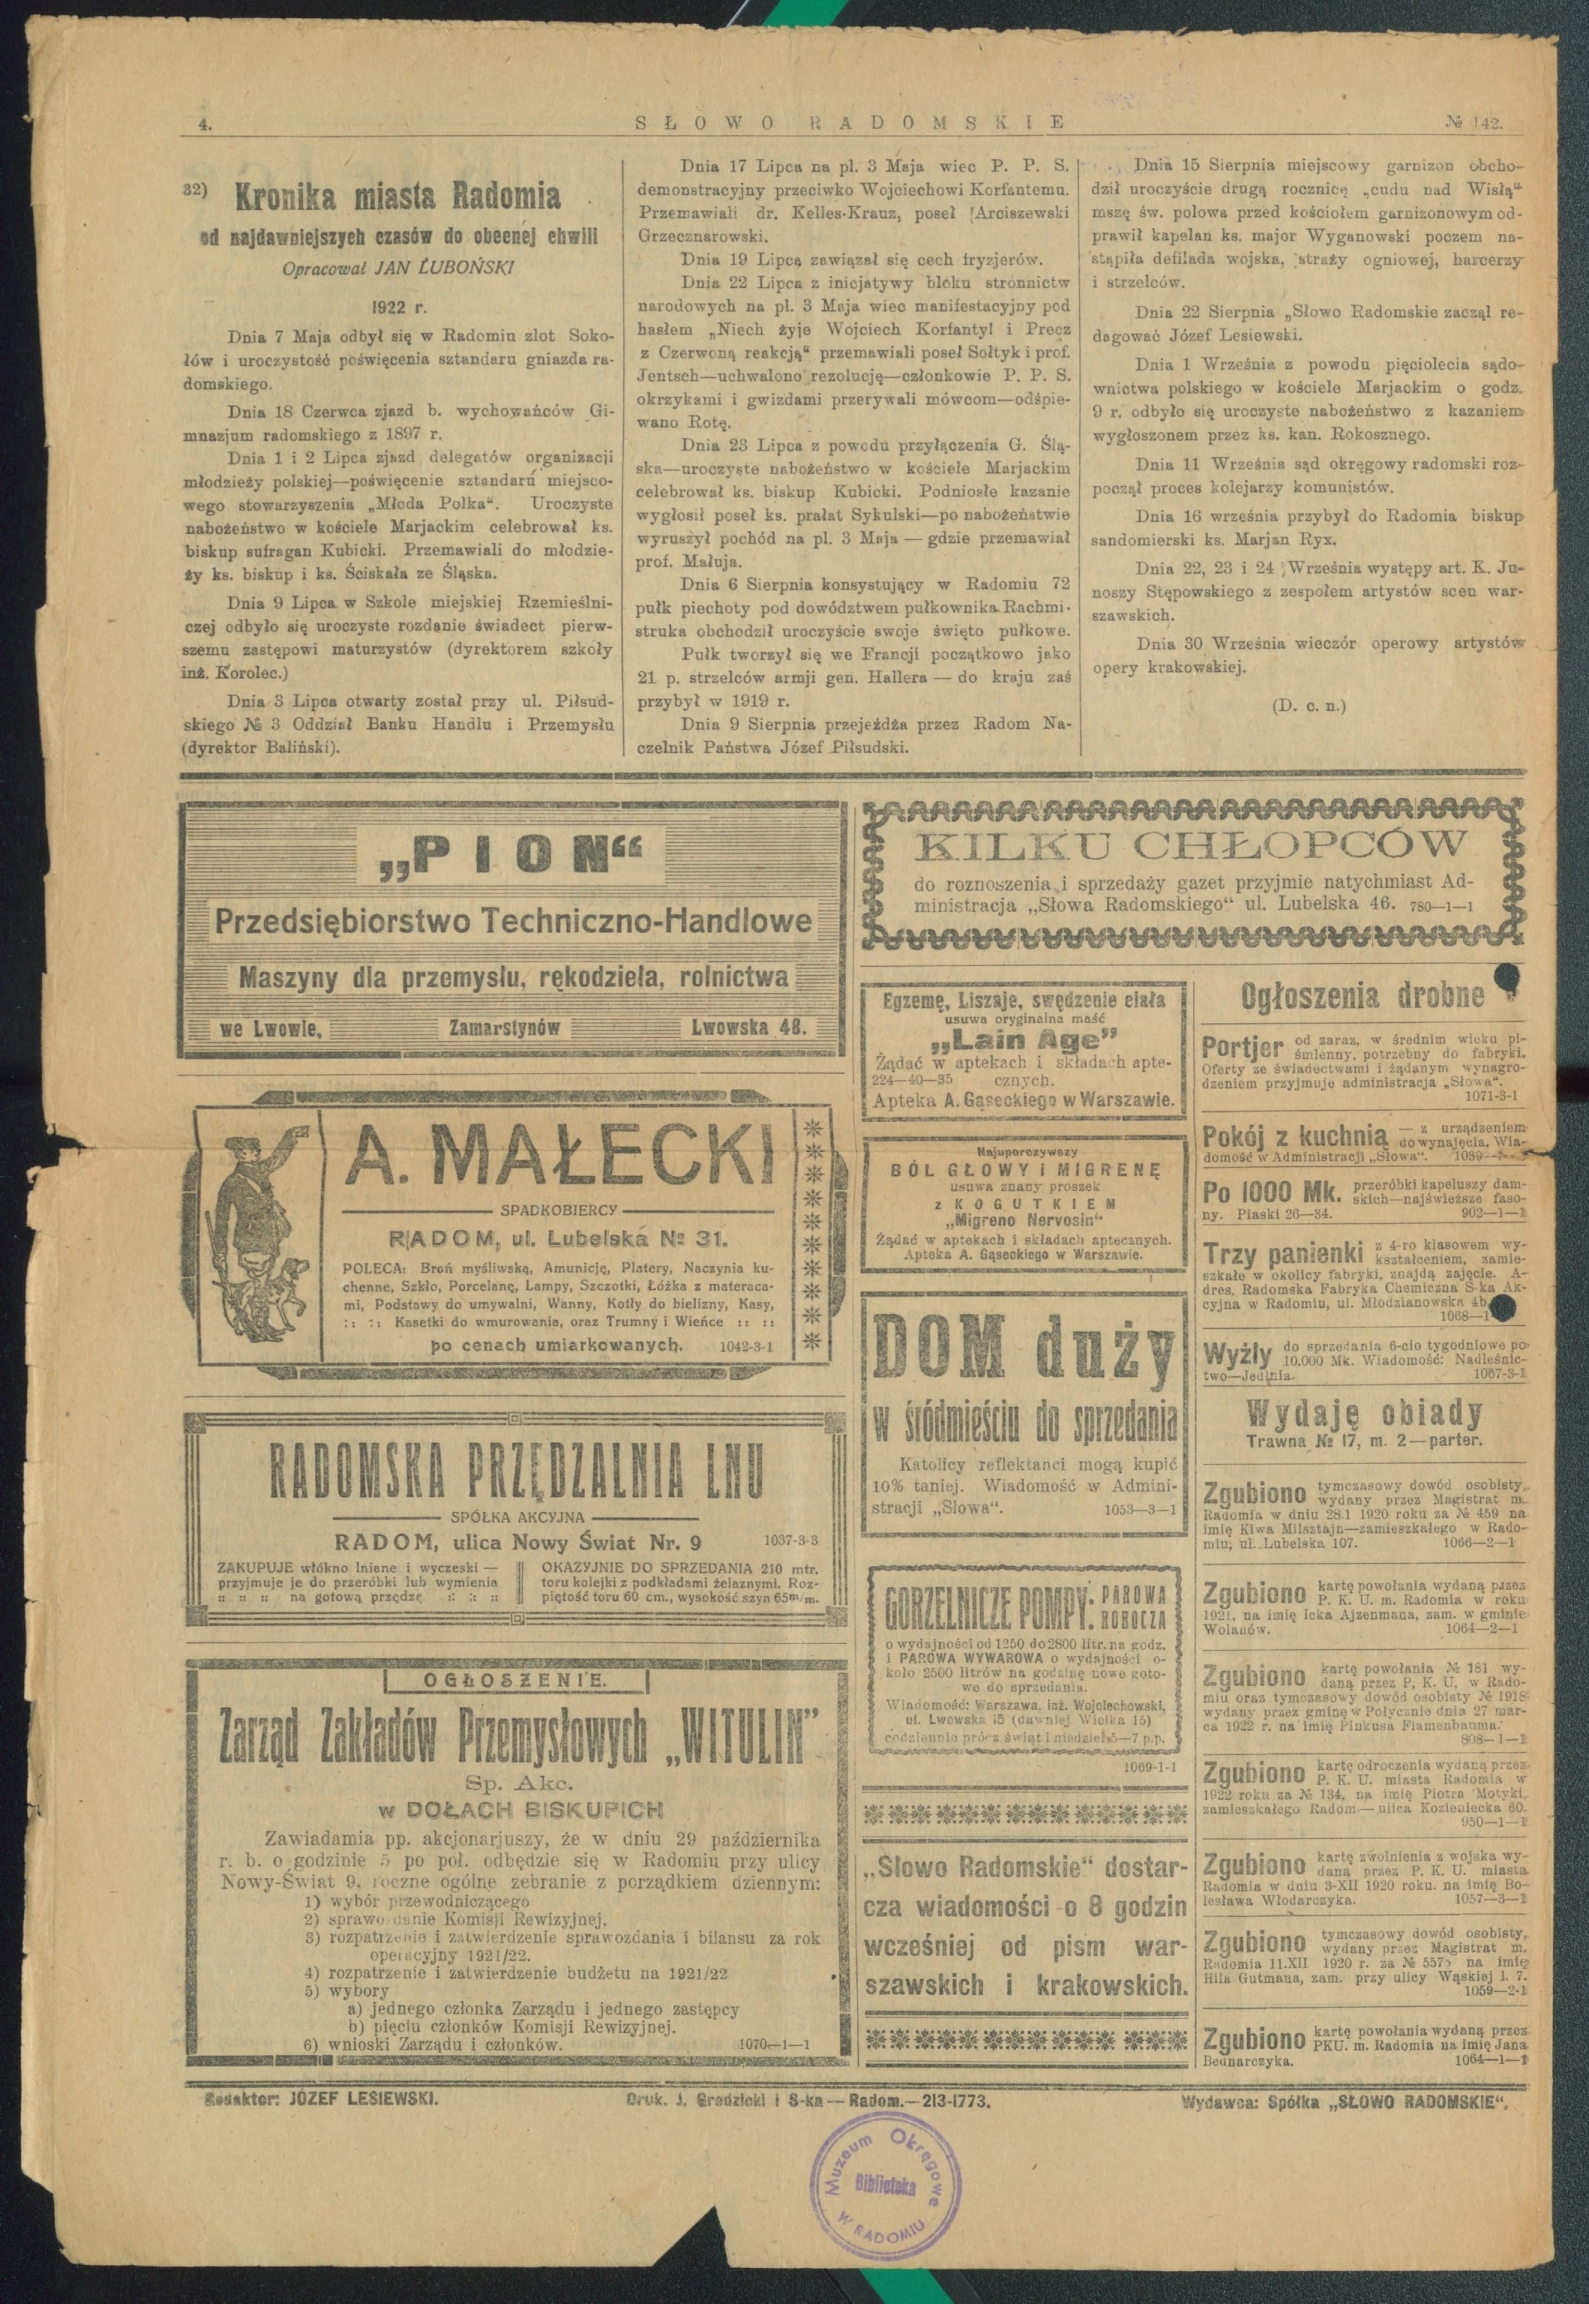 4.
SŁOWO RADOMSKIE
№ 142.
32) Kronika miasta Radomia
od najdawniejszych czasów do obecnej chwili
Opracował JAN ŁUBOŃSKI
1922 r.
Dnia 7 Maja odbył się w Radomiu zlot Soko-
łów i uroczystość poświęcenia sztandaru gniazda ra-
domskiego.
Dnia 18 Czerwca zjazd b. wychowańców Gi-
mnazjum radomskiego z 1897 r.
Dnia 1 i 2 Lipca zjazd delegatów organizacji
młodzieży polskiej—poświęcenie sztandaru miejsco-
wego stowarzyszenia „Młoda Polka“. Uroczyste
nabożeństwo w kościele Marjackim celebrował ks.
biskup sufragan Kubicki. Przemawiali do młodzie-
ży ks. biskup i ks. Ściskała ze Śląska.
Dnia 9 Lipca w Szkole miejskiej Rzemieślni-
czej odbyło się uroczyste rozdanie świadect pierw-
szemu zastępowi maturzystów (dyrektorem szkoły
inż. Korolec.)
Dnia 3 Lipca otwarty został przy ul. Piłsud-
skiego № 3 Oddział Banku Handlu i Przemysłu
(dyrektor Baliński).
Dnia 17 Lipca na pl. 3 Maja wiec P. P. S.
demonstracyjny przeciwko Wojciechowi Korfantemu.
Przemawiali dr. Kelles-Krauz, poseł Arciszewski
Grzecznarowski.
Dnia 19 Lipca zawiązał się cech fryzjerów.
Dnia 22 Lipca z inicjatywy bloku stronnictw
narodowych na pl. 3 Maja wiec manifestacyjny pod
hasłem „Niech żyje Wojciech Korfanty! i Precz
z Czerwoną reakcją“ przemawiali poseł Sołtyk i prof.
Jentsch—uchwalono rezolucję—członkowie P. P. S.
okrzykami i gwizdami przerywali mówcom—odśpie-
wano Rotę.
Dnia 23 Lipca z powodu przyłączenia G. Ślą-
ska—uroczyste nabożeństwo w kościele Marjackim
celebrował ks. biskup Kubicki. Podniosłe kazanie
wygłosił poseł ks. prałat Sykulski—po nabożeństwie
wyruszył pochód na pl. 3 Maja — gdzie przemawiał
prof. Małuja.
Dnia 6 Sierpnia konsystujący w Radomiu 72
pułk piechoty pod dowództwem pułkownika Rachmi-
struka obchodził uroczyście swoje święto pułkowe.
Pułk tworzył się we Francji początkowo jako
21 p. strzelców armji gen. Hallera — do kraju zaś
przybył w 1919 r.
Dnia 9 Sierpnia przejeżdża przez Radom Na-
czelnik Państwa Józef Piłsudski.
Dnia 15 Sierpnia miejscowy garnizon obcho-
dził uroczyście drugą rocznicę „cudu nad Wisłą“
mszę św. polowa przed kościołem garnizonowym od-
prawił kapelan ks. major Wyganowski poczem na-
stąpiła defilada wojska, straży ogniowej, harcerzy
i strzelców.
Dnia 22 Sierpnia „Słowo Radomskie zaczął re-
dagować Józef Lesiewski.
Dnia 1 Września z powodu pięciolecia sądo-
wnictwa polskiego w kościele Marjackim o godz.
9 r. odbyło się uroczyste nabożeństwo z kazaniem
wygłoszonem przez ks. kan. Rokosznego.
Dnia 11 Września sąd okręgowy radomski roz-
począł proces kolejarzy komunistów.
Dnia 16 września przybył do Radomia biskup
sandomierski ks. Marjan Ryx.
Dnia 22, 23 i 24 Września występy art. K. Ju-
noszy Stępowskiego z zespołem artystów scen war-
szawskich.
Dnia 30 Września wieczór operowy artystów
opery krakowskiej.
(D. c. n.)
„PION“
Przedsiębiorstwo Techniczno-Handlowe
Maszyny dla przemysłu, rękodzieła, rolnictwa
we Lwowie, Zamarstynów Lwowska 48.
A. MAŁECKI
SPADKOBIERCY
RADOM, ul. Lubelska № 31.
POLECA: Broń myśliwską, Amunicję, Platery, Naczynia ku-
chenne, Szkło, Porcelanę, Lampy, Szczotki, Łóżka z materaca-
mi, Podstawy do umywalni, Wanny, Kotły do bielizny, Kasy,
:: :: Kasetki do wmurowania, oraz Trumny i Wieńce :: ::
po cenach umiarkowanych. 1042-3-1
RADOMSKA PRZĘDZALNIA LNU
SPÓŁKA AKCYJNA
RADOM, ulica Nowy Świat Nr. 9 1037-3-3
ZAKUPUJE włókno lniane i wyczeski —
przyjmuje je do przeróbki lub wymienia
:: :: :: na gotową przędzę :: :: ::
OKAZYJNIE DO SPRZEDANIA 210 mtr.
toru kolejki z podkładami żelaznymi. Roz-
piętość toru 60 cm., wysokość szyn 65m/m.
OGŁOSZENIE.
Zarząd Zakładów Przemysłowych „WITULIN”
Sp. Akc.
w DOŁACH BISKUPICH
Zawiadamia pp. akcjonarjuszy, że w dniu 29 października
r. b. o godzinie 5 po poł. odbędzie się w Radomiu przy ulicy
Nowy-Świat 9, roczne ogólne zebranie z porządkiem dziennym:
1) wybór przewodniczącego
2) sprawozdanie Komisji Rewizyjnej,
3) rozpatrzenie i zatwierdzenie sprawozdania i bilansu za rok
operacyjny 1921/22.
4) rozpatrzenie i zatwierdzenie budżetu na 1921/22
5) wybory
a) jednego członka Zarządu i jednego zastępcy
b) pięciu członków Komisji Rewizyjnej.
6) wnioski Zarządu i członków. 1070—1—1
KILKU CHŁOPCÓW
do roznoszenia i sprzedaży gazet przyjmie natychmiast Ad-
ministracja „Słowa Radomskiego“ ul. Lubelska 46. 780—1—1
Egzemę, Liszaje, swędzenie ciała
usuwa oryginalna maść
„Lain Age”
Żądać w aptekach i składach apte-
224—40—35 cznych.
Apteka A. Gąseckiego w Warszawie.
Najuporczywszy
BÓL GŁOWY i MIGRENĘ
usuwa znany proszek
z KOGUTKIEM
„Migreno Nervosin“
Żądać w aptekach i składach aptecznych.
Apteka A. Gąseckiego w Warszawie.
DOM duży
w śródmieściu do sprzedania
Katolicy reflektanci mogą kupić
10% taniej. Wiadomość w Admini-
stracji „Słowa“. 1053—3—1
GORZELNICZE POMPY: PAROWA
ROBOCZA
o wydajności od 1250 do 2800 litr. na godz.
i PAROWA WYWAROWA o wydajności o-
koło 2500 litrów na godzinę nowe goto-
we do sprzedania.
Wiadomość: Warszawa, inż. Wojciechowski,
ul. Lwowska 15 (dawniej Wielka 15)
codziennie prócz świąt i niedziel 5—7 p.p.
1069-1-1
„Słowo Radomskie“ dostar-
cza wiadomości o 8 godzin
wcześniej od pism war-
szawskich i krakowskich.
Ogłoszenia drobne
Portjer od zaraz, w średnim wieku pi-
śmienny, potrzebny do fabryki.
Oferty ze świadectwami i żądanym wynagro-
dzeniem przyjmuje administracja „Słowa“.
1071-3-1
Pokój z kuchnią — z urządzeniem
do wynajęcia, Wia-
domość w Administracji „Słowa“. 1039—
Po 1000 Mk. przeróbki kapeluszy dam-
skich—najświeższe faso-
ny. Piaski 26—34. 902—1—1
Trzy panienki z 4-ro klasowem wy-
kształceniem, zamie-
szkałe w okolicy fabryki, znajdą zajęcie. A-
dres, Radomska Fabryka Chemiczna S-ka Ak-
cyjna w Radomiu, ul. Młodzianowska 4b
1068—1
Wyżły do sprzedania 6-cio tygodniowe po
10.000 Mk. Wiadomość: Nadleśnic-
two—Jedlnia. 1067-3-1
Wydaję obiady
Trawna № 17, m. 2—parter.
Zgubiono tymczasowy dowód osobisty,
wydany przez Magistrat m.
Radomia w dniu 28.1 1920 roku za № 459 na
imię Kiwa Milsztajn—zamieszkałego w Rado-
miu, ul. Lubelska 107. 1066—2—1
Zgubiono kartę powołania wydaną przez
P. K. U. m. Radomia w roku
1921, na imię Icka Ajzenmana, zam. w gminie
Wolanów. 1064—2—1
Zgubiono kartę powołania № 181 wy-
daną przez P. K. U. w Rado-
miu oraz tymczasowy dowód osobisty № 1918
wydany przez gminę w Potycznie dnia 27 mar-
ca 1922 r. na imię Pinkusa Flamenbauma.
808—1—1
Zgubiono kartę odroczenia wydaną przez
P. K. U. miasta Radomia w
1922 roku za № 134, na imię Piotra Motyki,
zamieszkałego Radom—ulica Kozieniecka 60.
950—1—1
Zgubiono kartę zwolnienia z wojska wy-
daną przez P. K. U. miasta
Radomia w dniu 3-XII 1920 roku. na imię Bo-
lesława Włodarczyka. 1057—3—1
Zgubiono tymczasowy dowód osobisty,
wydany przez Magistrat m.
Radomia 11.XII 1920 r. za № na imię
Hila Gutmana, zam. przy ulicy Wąskiej l. 7.
1059—2-1
Zgubiono kartę powołania wydaną przez
PKU. m. Radomia na imię Jana
Bednarczyka. 1064—1—1
Redaktor: JÓZEF LESIEWSKI.
Druk. J. Grodzicki i S-ka — Radom.— 213-1773.
Wydawca: Spółka „SŁOWO RADOMSKIE“.
Muzeum Okręgowe
Biblioteka
W RADOMIU